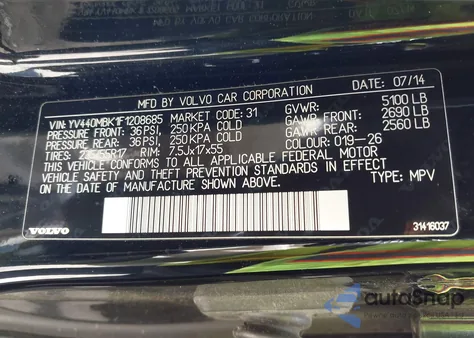 MFD BY VOLVO CAR CORPORATION
DATE: 07/14
VIN: YV440MBK1F1208685 MARKET: 31
PRESSURE FRONT: 36 PSI, 250 KPA COLD
PRESSURE REAR: 36 PSI, 250 KPA COLD
TIRES: RIM: 7,5Jx17x55
GVWR: 5100 LB
GAWR FRONT: 2690 LB
GAWR REAR: 2560 LB
COLOUR: 019-26
THIS VEHICLE CONFORMS TO ALL APPLICABLE FEDERAL MOTOR
VEHICLE SAFETY AND THEFT PREVENTION STANDARDS IN EFFECT
ON THE DATE OF MANUFACTURE SHOWN ABOVE.
TYPE: MPV
VOLVO
31416037
autoSnap